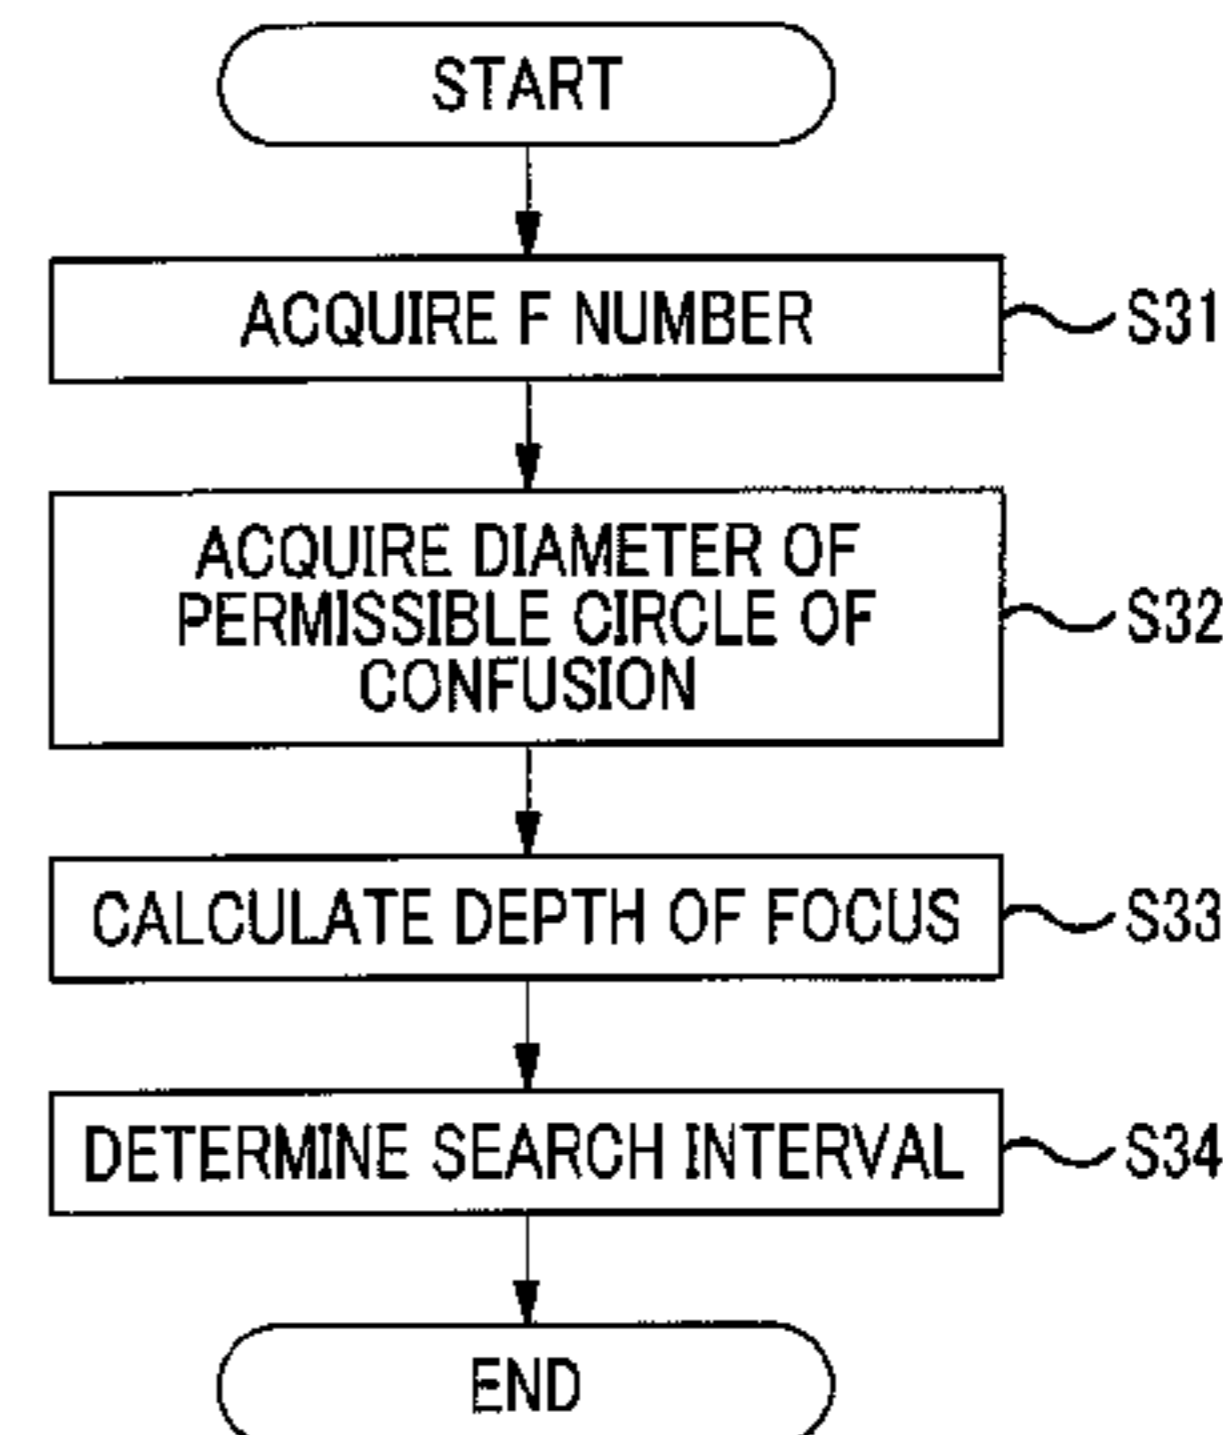 START
ACQUIRE F NUMBER
S31
ACQUIRE DIAMETER OF
PERMISSIBLE CIRCLE OF
CONFUSION
S32
CALCULATE DEPTH OF FOCUS
S33
DETERMINE SEARCH INTERVAL
S34
END